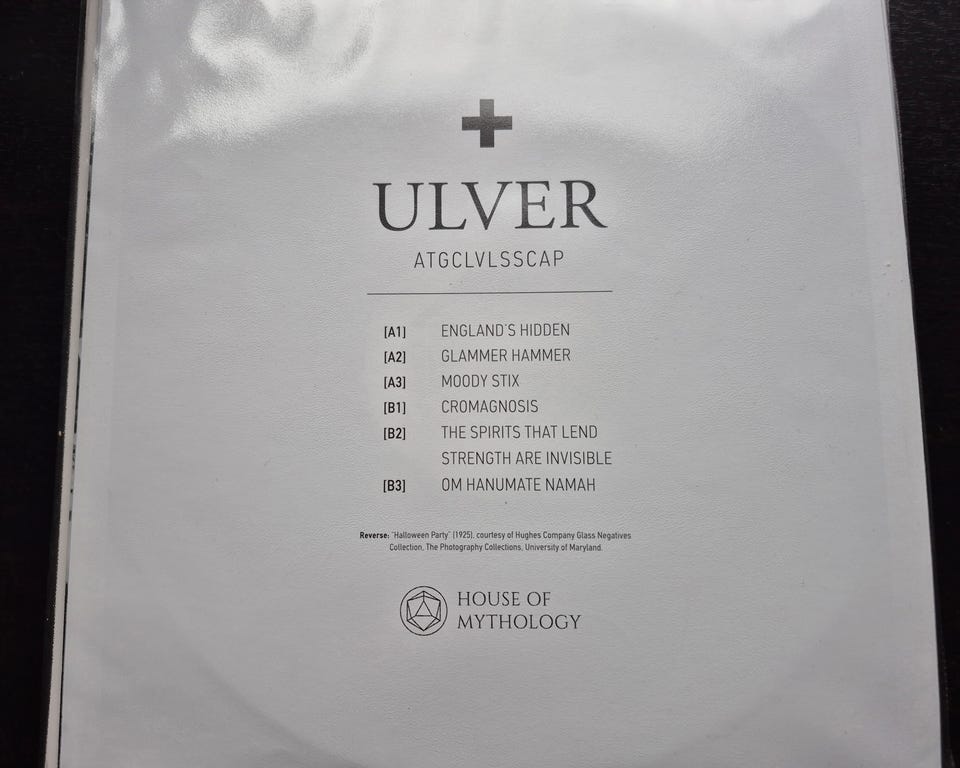 ULVER
ATGCLVLSSCAP
[A1] ENGLAND'S HIDDEN
[A2] GLAMMER HAMMER
[A3] MOODY STIX
[B1] CROMAGNOSIS
[B2] THE SPIRITS THAT LEND
STRENGTH ARE INVISIBLE
[B3] OM HANUMATE NAMAH
Reverse: "Halloween Party" (1925). courtesy of Hughes Company Glass Negatives
Collection, The Photography Collections, University of Maryland.
HOUSE OF
MYTHOLOGY